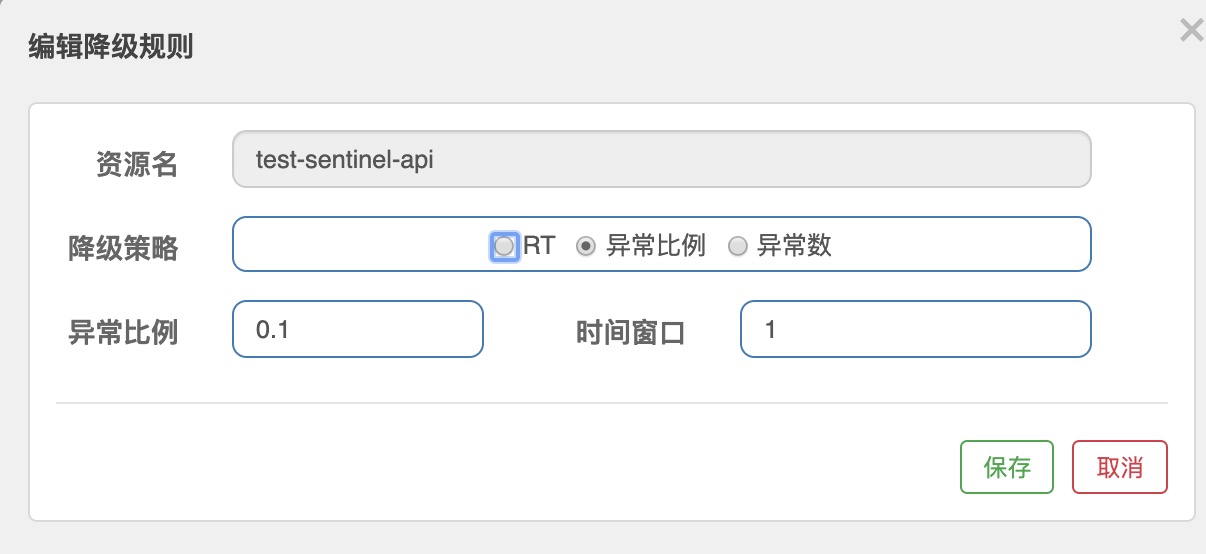 编辑降级规则
资源名 test-sentinel-api
降级策略 RT 异常比例 异常数
异常比例 0.1 时间窗口 1
保存 取消